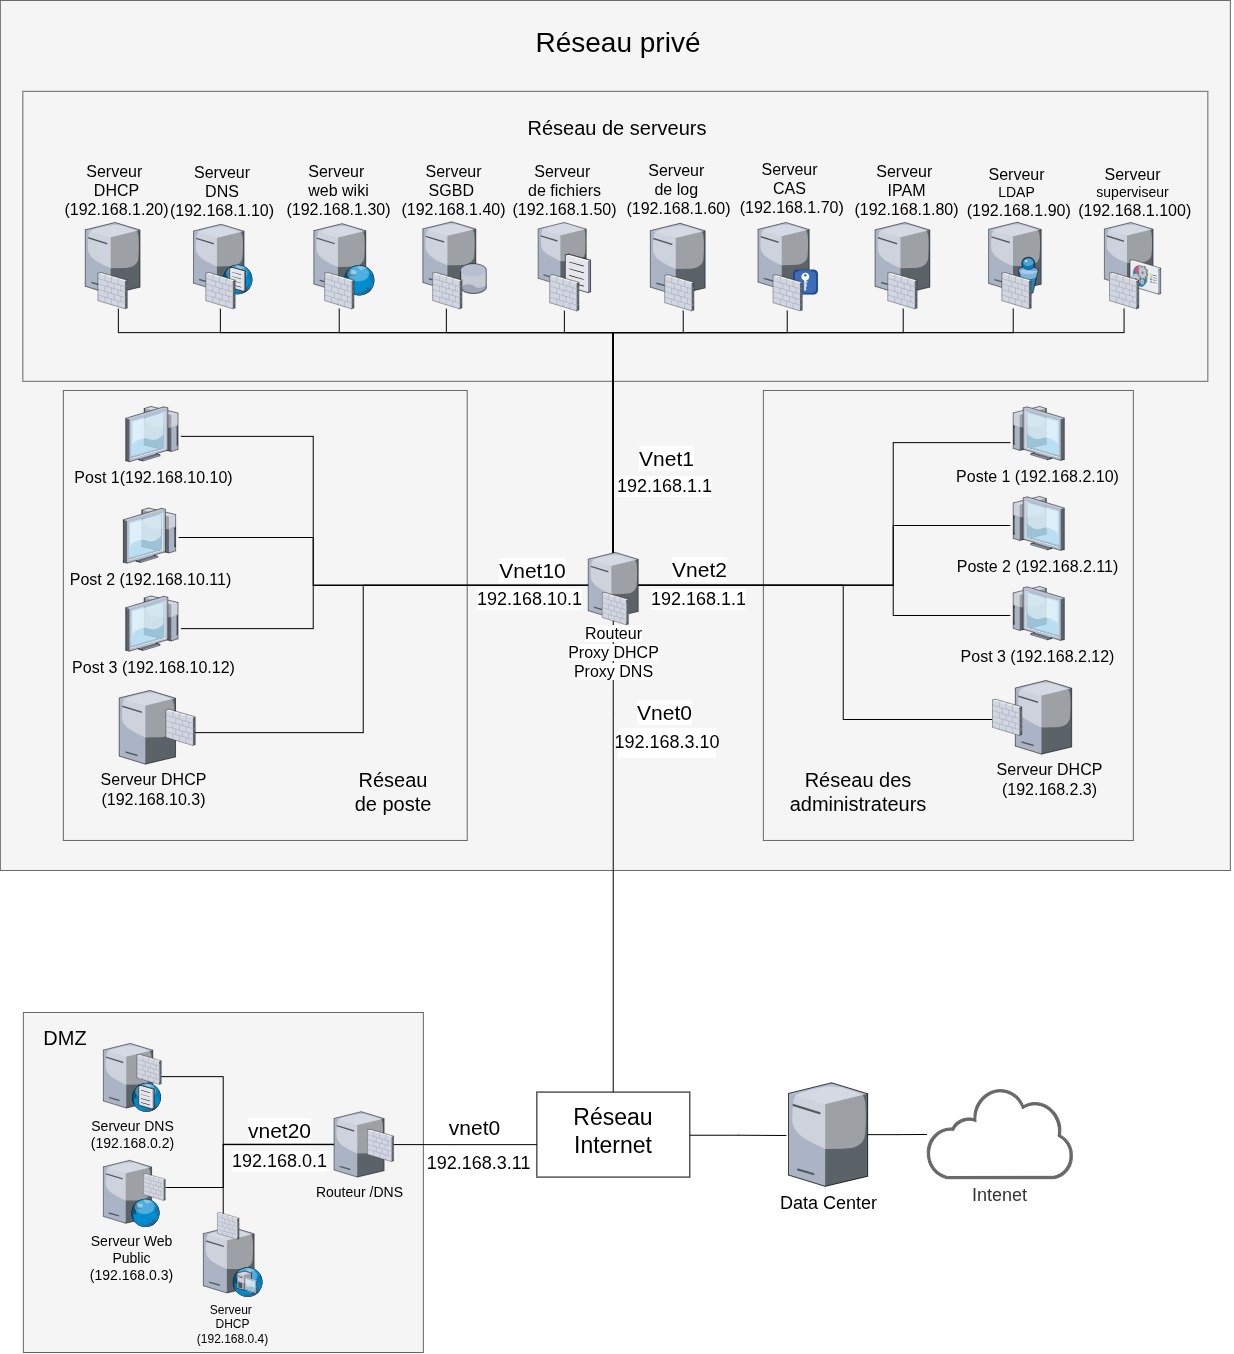 Réseau privé
Réseau de serveurs
Serveur
DHCP
(192.168.1.20)
Serveur
DNS
(192.168.1.10)
Serveur
web wiki
(192.168.1.30)
Serveur
SGBD
(192.168.1.40)
Serveur
de fichiers
(192.168.1.50)
Serveur
de log
(192.168.1.60)
Serveur
CAS
(192.168.1.70)
Serveur
IPAM
(192.168.1.80)
Serveur
LDAP
(192.168.1.90)
Serveur
superviseur
(192.168.1.100)
Post 1(192.168.10.10)
Post 2 (192.168.10.11)
Post 3 (192.168.10.12)
Serveur DHCP
(192.168.10.3)
Réseau
de poste
Vnet1
192.168.1.1
Vnet10
192.168.10.1
Vnet2
192.168.1.1
Routeur
Proxy DHCP
Proxy DNS
Vnet0
192.168.3.10
Poste 1 (192.168.2.10)
Poste 2 (192.168.2.11)
Post 3 (192.168.2.12)
Serveur DHCP
(192.168.2.3)
Réseau des
administrateurs
DMZ
Serveur DNS
(192.168.0.2)
Serveur Web
Public
(192.168.0.3)
Serveur
DHCP
(192.168.0.4)
vnet20
192.168.0.1
Routeur /DNS
vnet0
192.168.3.11
Réseau
Internet
Data Center
Intenet